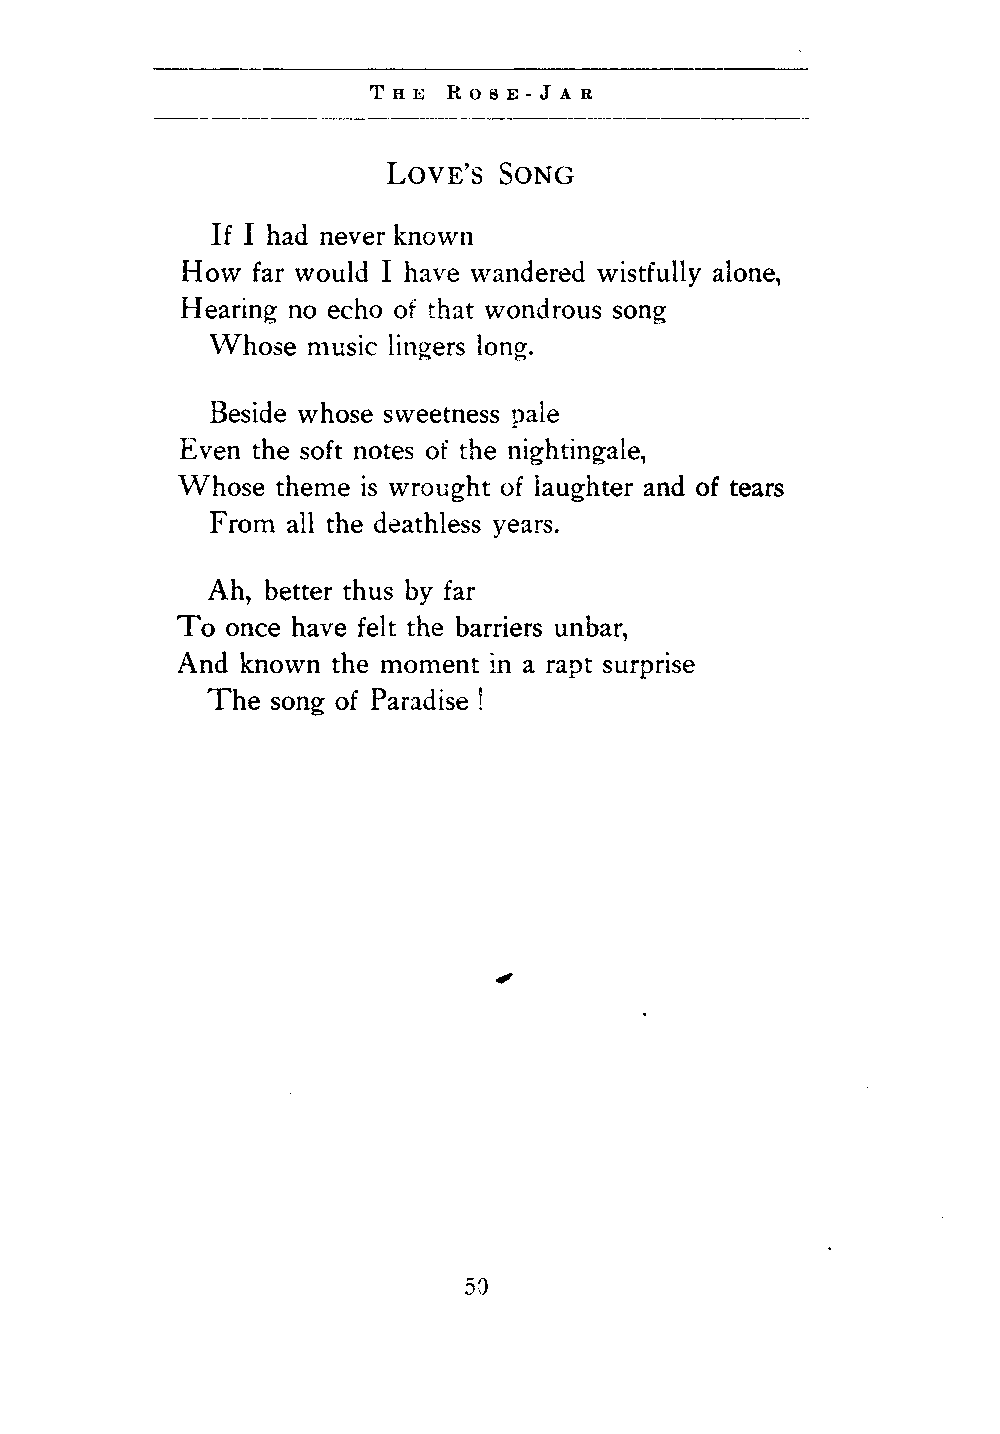 THE ROSE-JAR
LOVE'S SONG
If I had never known
How far would I have wandered wistfully alone,
Hearing no echo of that wondrous song
Whose music lingers long.
Beside whose sweetness pale
Even the soft notes of the nightingale,
Whose theme is wrought of laughter and of tears
From all the deathless years.
Ah, better thus by far
To once have felt the barriers unbar,
And known the moment in a rapt surprise
The song of Paradise !
50